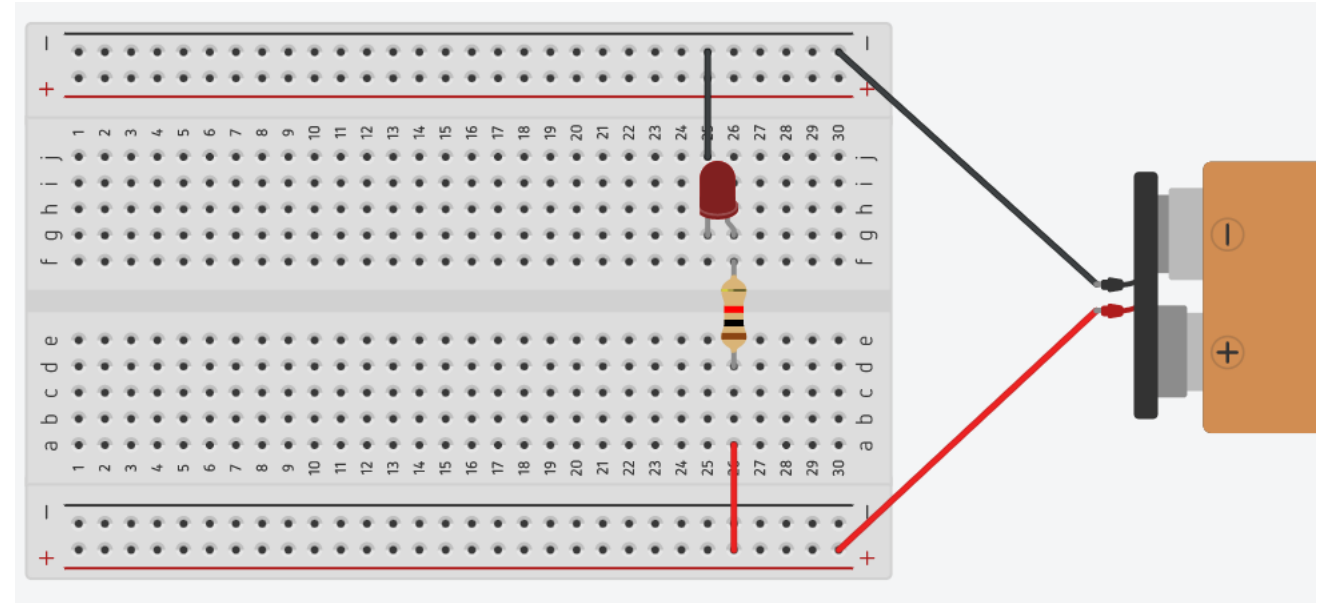 − −
+ +
1 2 3 4 5 6 7 8 9 10 11 12 13 14 15 16 17 18 19 20 21 22 23 24 25 26 27 28 29 30
j j
i i
h h
g g
f f
−
e e
+
d d
c c
b b
a a
1 2 3 4 5 6 7 8 9 10 11 12 13 14 15 16 17 18 19 20 21 22 23 24 25 26 27 28 29 30
− −
+ +